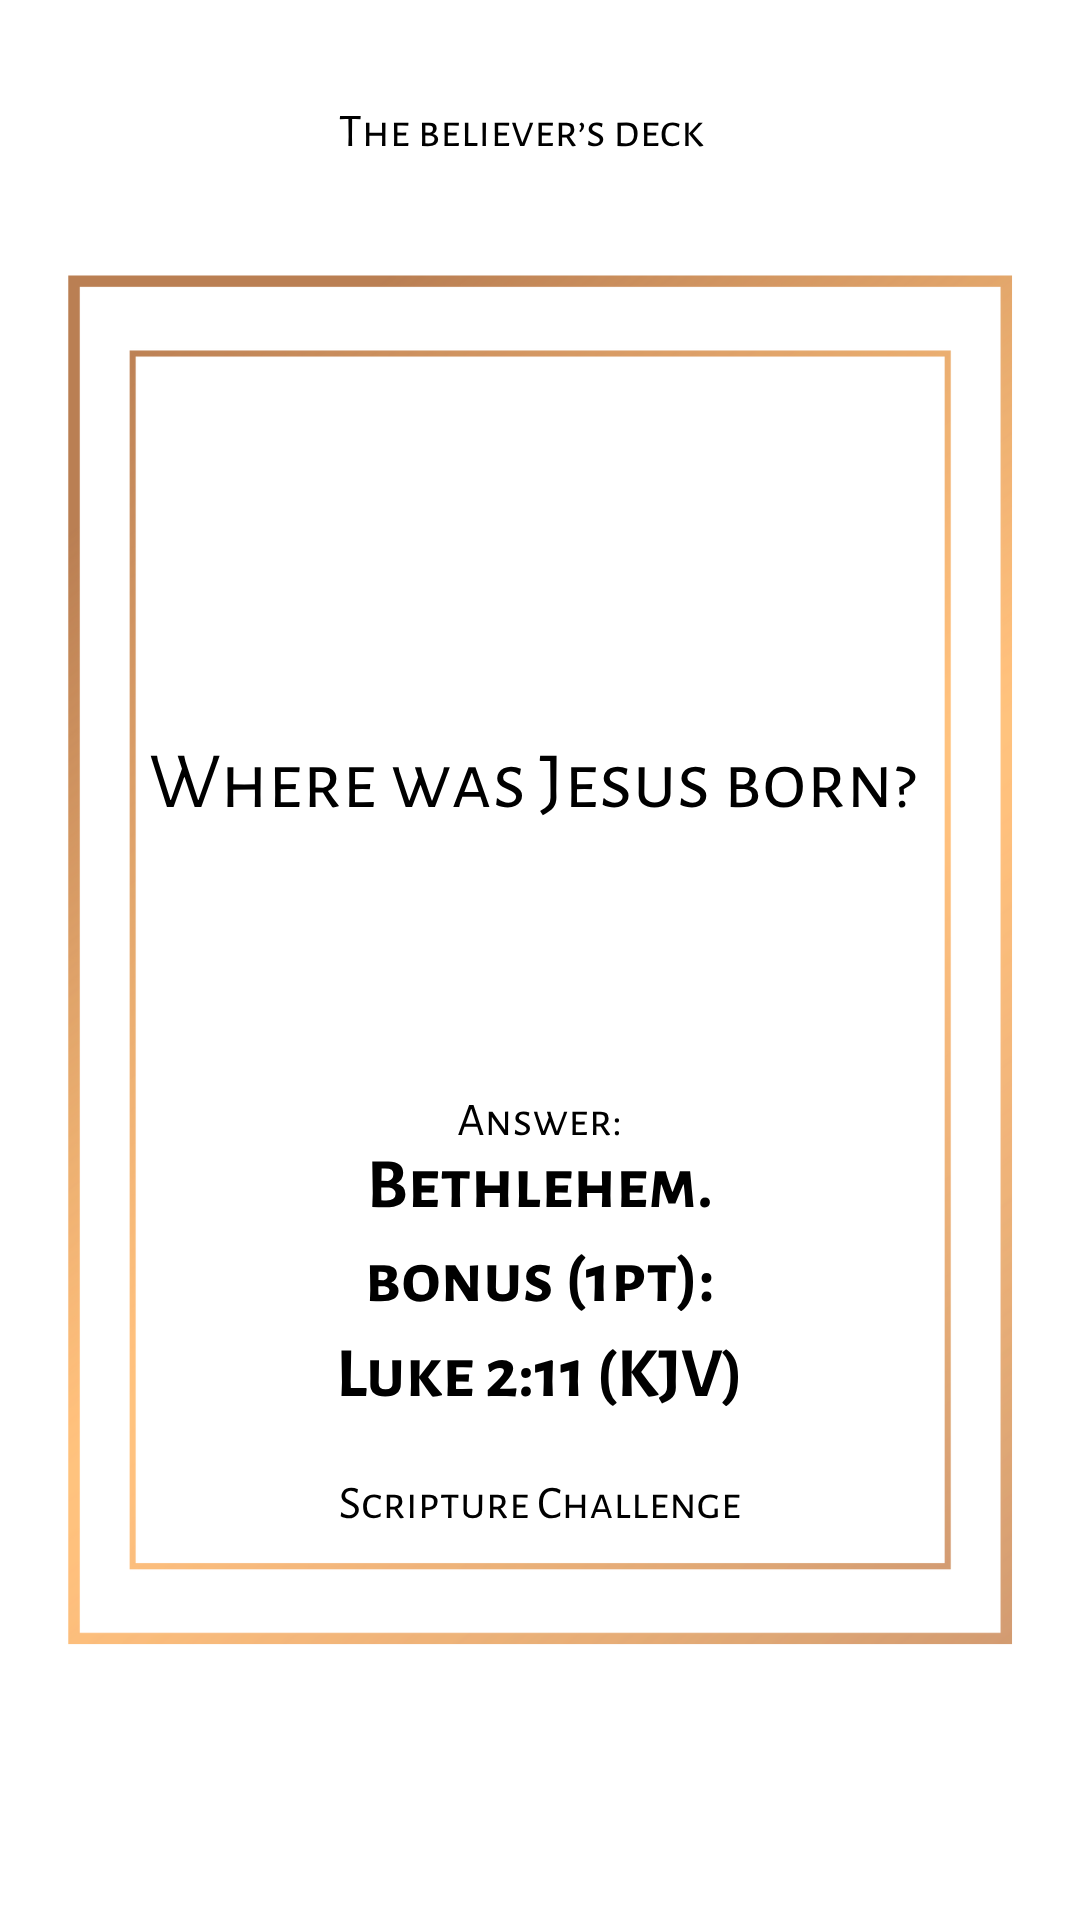 The believer’s deck
Where was Jesus born?
Answer:
Bethlehem.
bonus (1pt):
Luke 2:11 (KJV)
Scripture Challenge